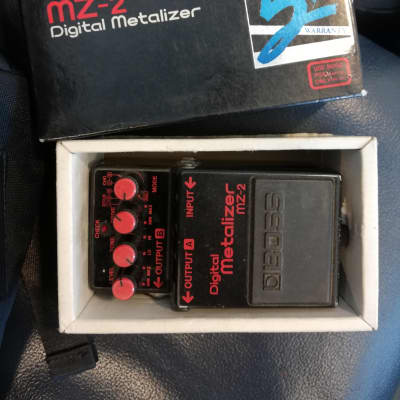 MZ-2
Digital Metalizer
WARRANTY
CHECK
MODE
OUTPUT B
OUTPUT A
INPUT
Digital
Metalizer
MZ-2
BOSS